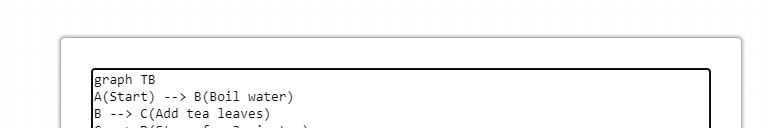 graph TB
A(Start) --> B(Boil water)
B --> C(Add tea leaves)